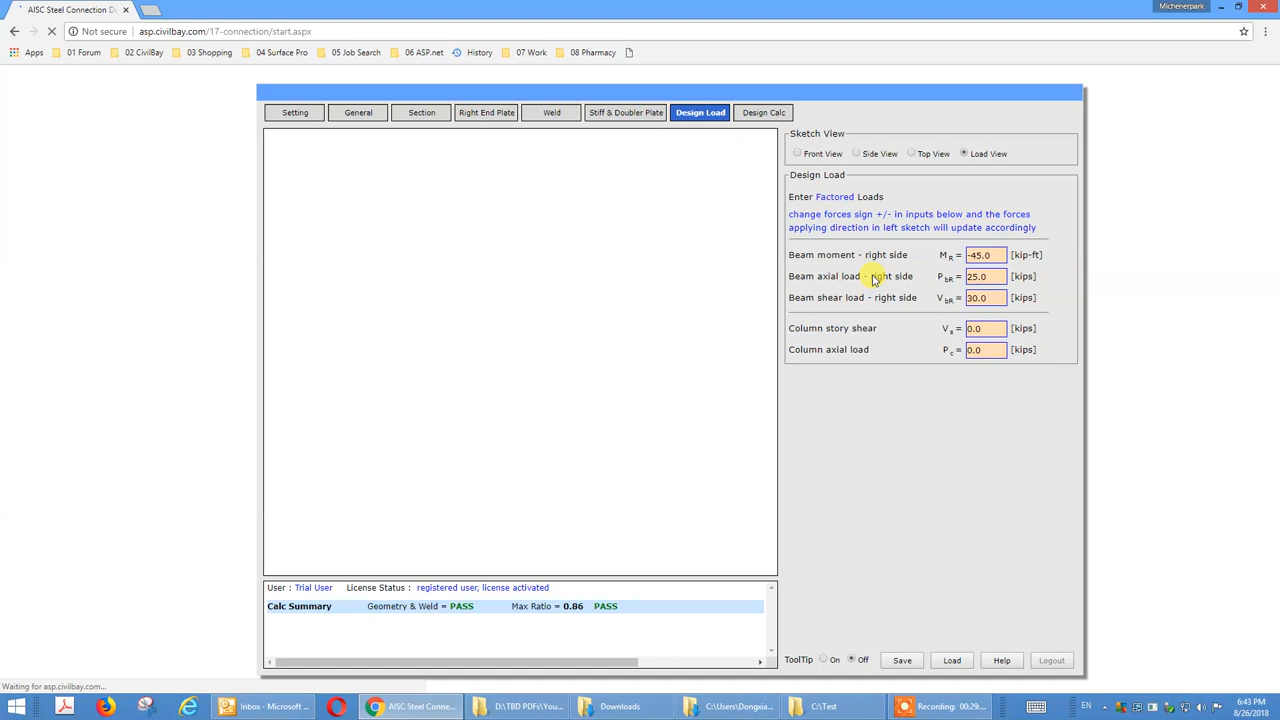 Michenerpark
AISC Steel Connection D
Not secure asp.civilbay.com/17-connection/start.aspx
Apps 01 Forum 02 CivilBay 03 Shopping 04 Surface Pro 05 Job Search 06 ASP.net History 07 Work 08 Pharmacy
Setting General Section Right End Plate Weld Stiff & Doubler Plate Design Load Design Calc
Sketch View
Front View Side View Top View Load View
Design Load
Enter Factored Loads
change forces sign +/- in inputs below and the forces
applying direction in left sketch will update accordingly
Beam moment - right side M R = -45.0 [kip-ft]
Beam axial load - right side P bR = 25.0 [kips]
Beam shear load - right side V bR = 30.0 [kips]
Column story shear V s = 0.0 [kips]
Column axial load P c = 0.0 [kips]
User : Trial User License Status : registered user, license activated
Calc Summary Geometry & Weld = PASS Max Ratio = 0.86 PASS
ToolTip On Off Save Load Help Logout
Waiting for asp.civilbay.com...
Inbox - Microsoft ... AISC Steel Conne... D:\TBD PDFs\You... Downloads C:\Users\Dongxia... C:\Test Recording: 00:29:... EN 6:43 PM
8/26/2018